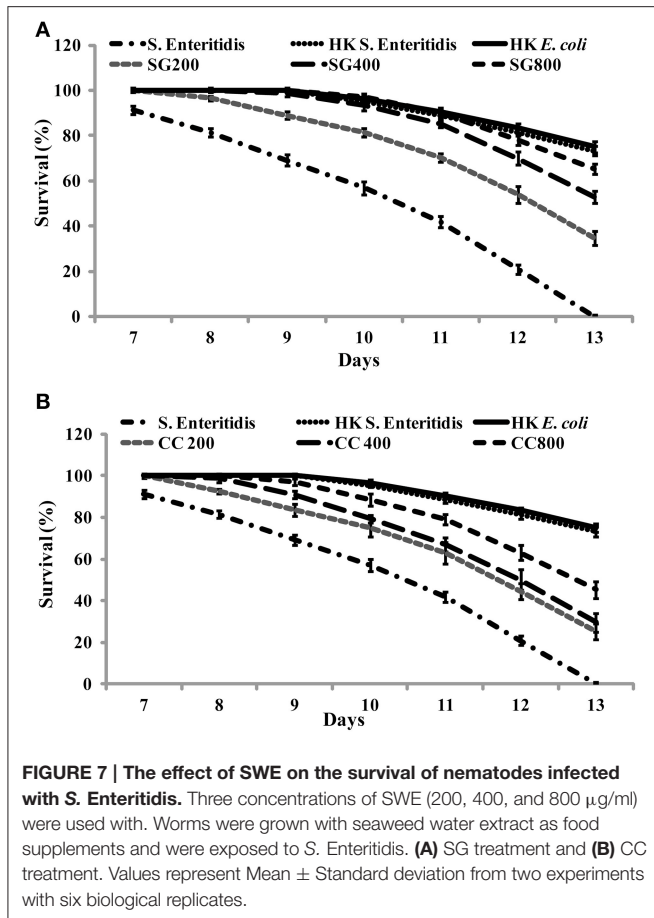 A
S. Enteritidis HK S. Enteritidis HK E. coli
SG200 SG400 SG800
120
100
80
60
40
20
0
Survival (%)
7 8 9 10 11 12 13
Days
B
S. Enteritidis HK S. Enteritidis HK E. coli
CC 200 CC 400 CC800
120
100
80
60
40
20
0
Survival (%)
7 8 9 10 11 12 13
Days
FIGURE 7 | The effect of SWE on the survival of nematodes infected
with S. Enteritidis. Three concentrations of SWE (200, 400, and 800 μg/ml)
were used with. Worms were grown with seaweed water extract as food
supplements and were exposed to S. Enteritidis. (A) SG treatment and (B) CC
treatment. Values represent Mean ± Standard deviation from two experiments
with six biological replicates.